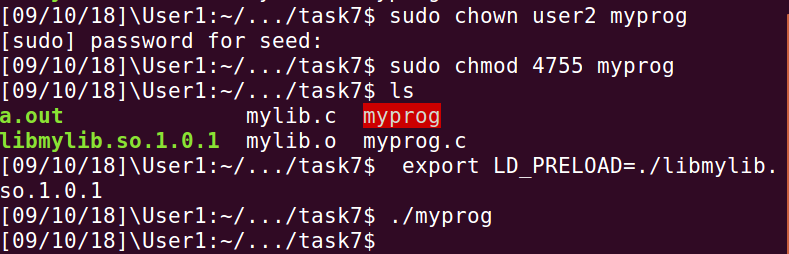 [09/10/18]\User1:~/.../task7$ sudo chown user2 myprog
[sudo] password for seed:
[09/10/18]\User1:~/.../task7$ sudo chmod 4755 myprog
[09/10/18]\User1:~/.../task7$ ls
a.out mylib.c myprog
libmylib.so.1.0.1 mylib.o myprog.c
[09/10/18]\User1:~/.../task7$  export LD_PRELOAD=./libmylib.
so.1.0.1
[09/10/18]\User1:~/.../task7$ ./myprog
[09/10/18]\User1:~/.../task7$